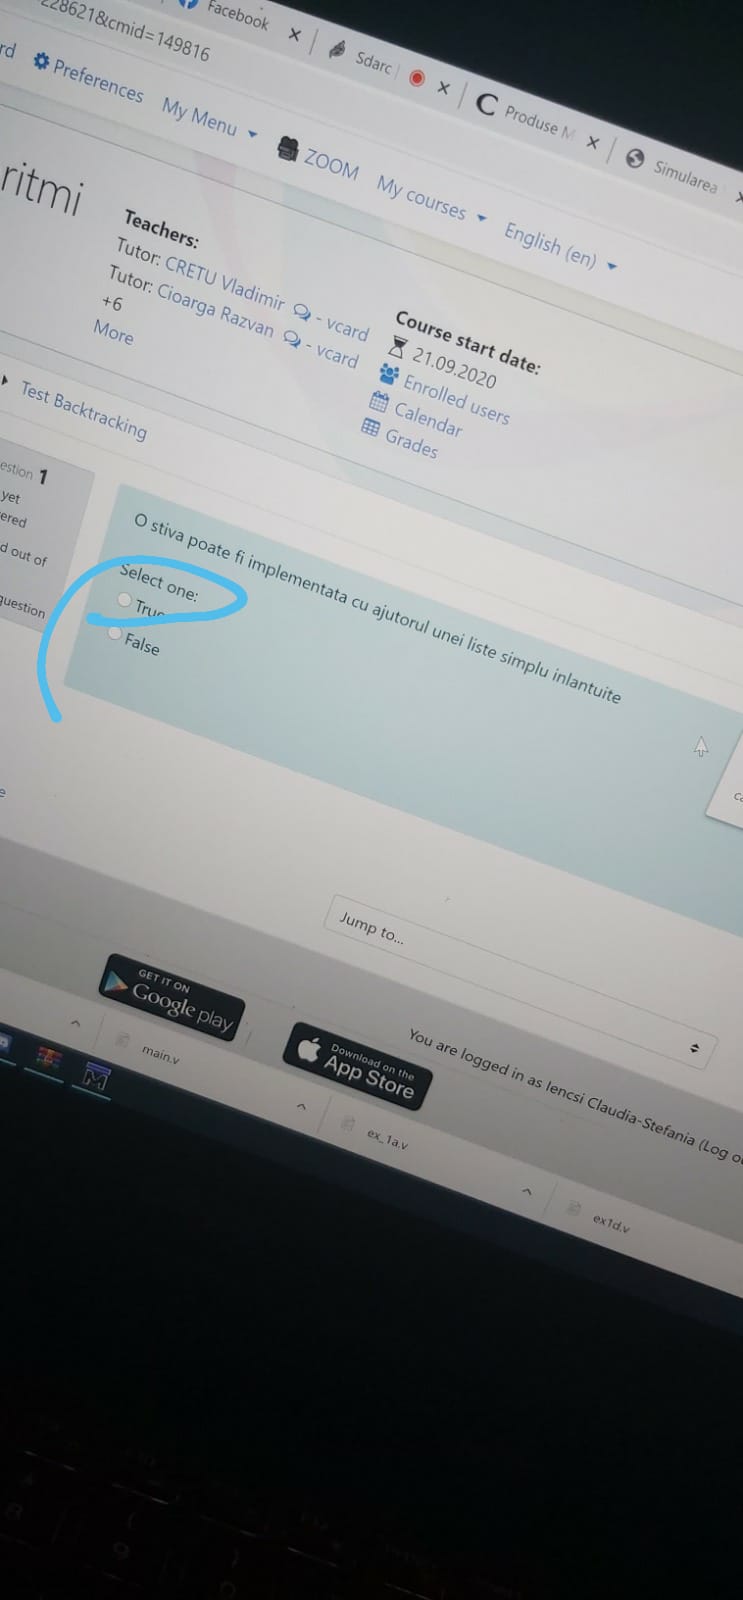 228621&cmid=149816
Facebook
Sdarc
Produse M
Simularea
rd
Preferences
My Menu
ZOOM
My courses
English (en)
ritmi
Teachers:
Tutor: CRETU Vladimir - vcard
Tutor: Cioarga Razvan - vcard
+6
More
Course start date:
21.09.2020
Enrolled users
Calendar
Grades
Test Backtracking
estion 1
yet
ered
d out of
question
O stiva poate fi implementata cu ajutorul unei liste simplu inlantuite
Select one:
True
False
e
Jump to...
GET IT ON
Google play
Download on the
App Store
You are logged in as Iencsi Claudia-Stefania (Log ou
main.v
ex_1a.v
ex1d.v